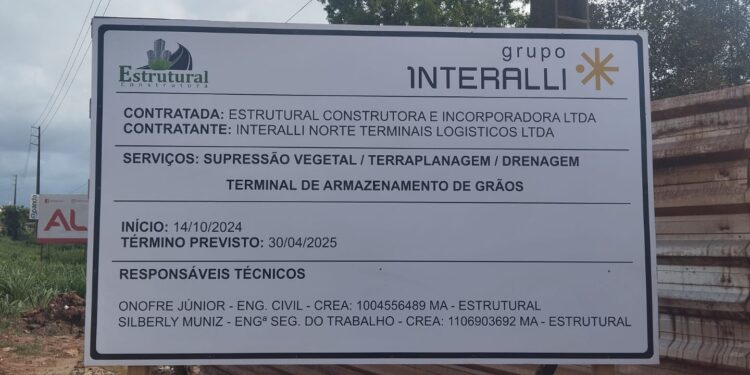 Estrutural
Construtora
grupo
INTERALLI
CONTRATADA: ESTRUTURAL CONSTRUTORA E INCORPORADORA LTDA
CONTRATANTE: INTERALLI NORTE TERMINAIS LOGISTICOS LTDA
SERVIÇOS: SUPRESSÃO VEGETAL / TERRAPLANAGEM / DRENAGEM
TERMINAL DE ARMAZENAMENTO DE GRÃOS
INÍCIO: 14/10/2024
TÉRMINO PREVISTO: 30/04/2025
RESPONSÁVEIS TÉCNICOS
ONOFRE JÚNIOR - ENG. CIVIL - CREA: 1004556489 MA - ESTRUTURAL
SILBERLY MUNIZ - ENGª SEG. DO TRABALHO - CREA: 1106903692 MA - ESTRUTURAL
AL